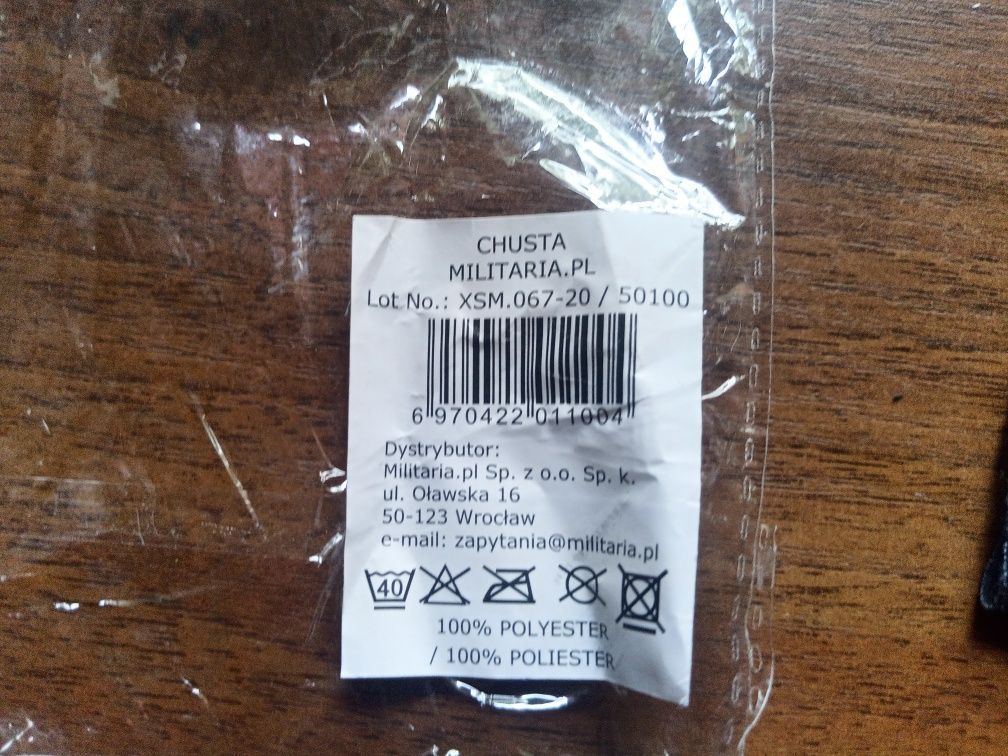 CHUSTA
MILITARIA.PL
Lot No.: XSM.067-20 / 50100
6 970422 011004
Dystrybutor:
Militaria.pl Sp. z o.o. Sp. k.
ul. Oławska 16
50-123 Wrocław
e-mail: zapytania@militaria.pl
40
100% POLYESTER
/ 100% POLIESTER